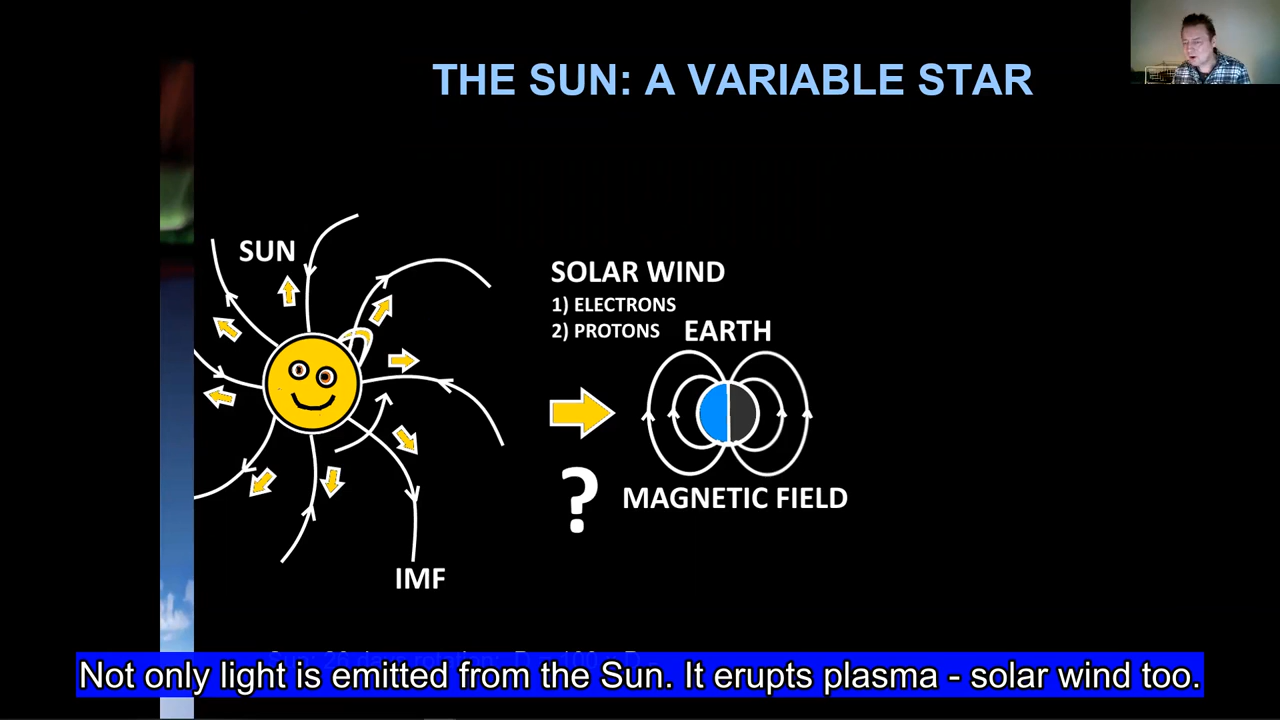 THE SUN: A VARIABLE STAR
SUN
SOLAR WIND
1) ELECTRONS
2) PROTONS
EARTH
?
MAGNETIC FIELD
IMF
Not only light is emitted from the Sun. It erupts plasma - solar wind too.